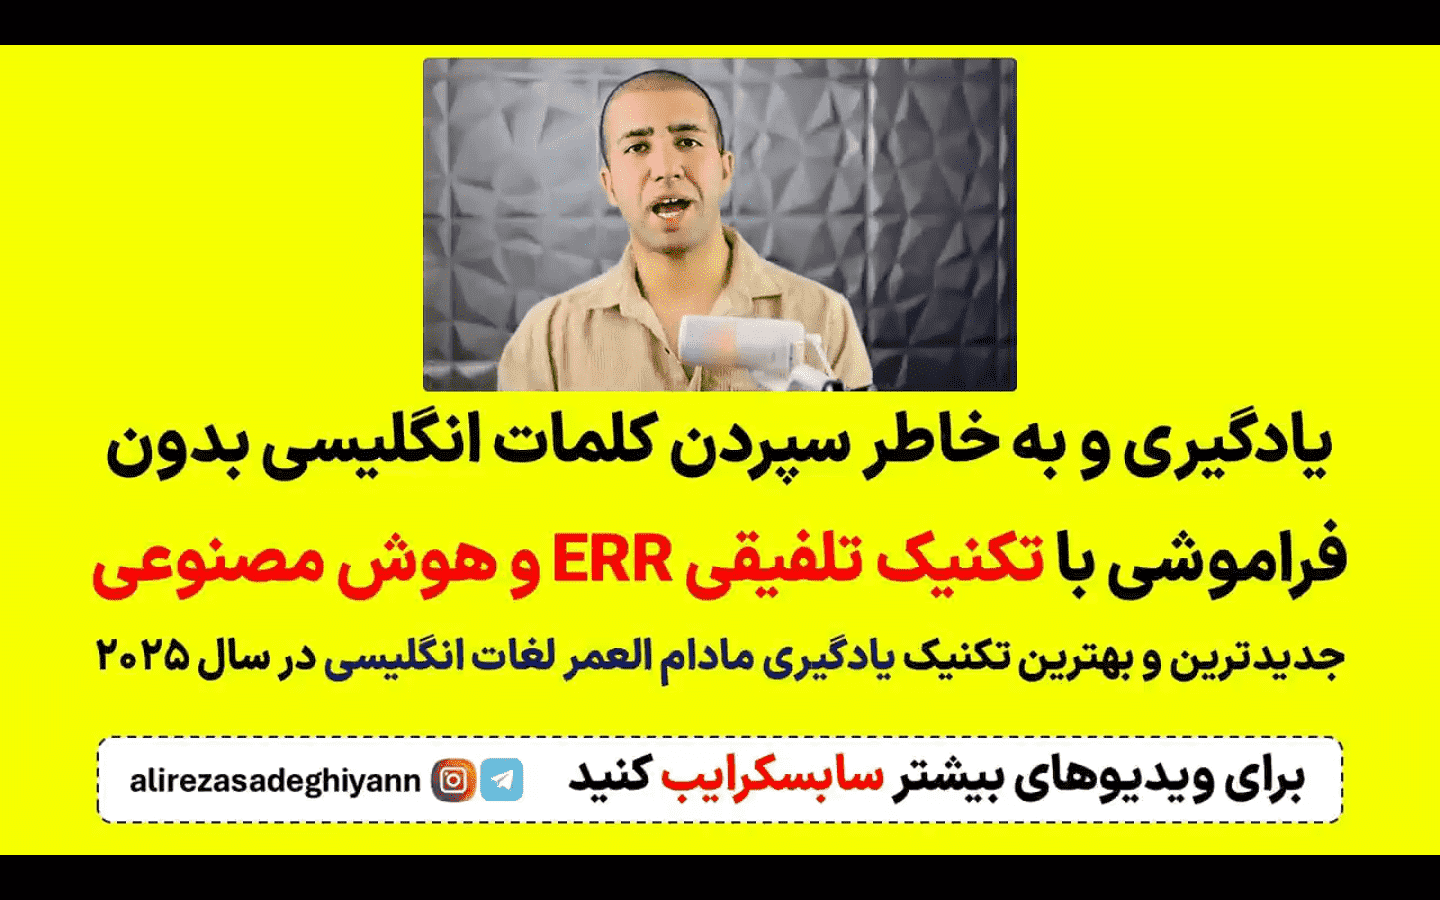 یادگیری و به خاطر سپردن کلمات انگلیسی بدون
فراموشی با تکنیک تلفیقی ERR و هوش مصنوعی
جدیدترین و بهترین تکنیک یادگیری مادام العمر لغات انگلیسی در سال ۲۰۲۵
برای ویدیوهای بیشتر سابسکرایب کنید alirezasadeghiyann